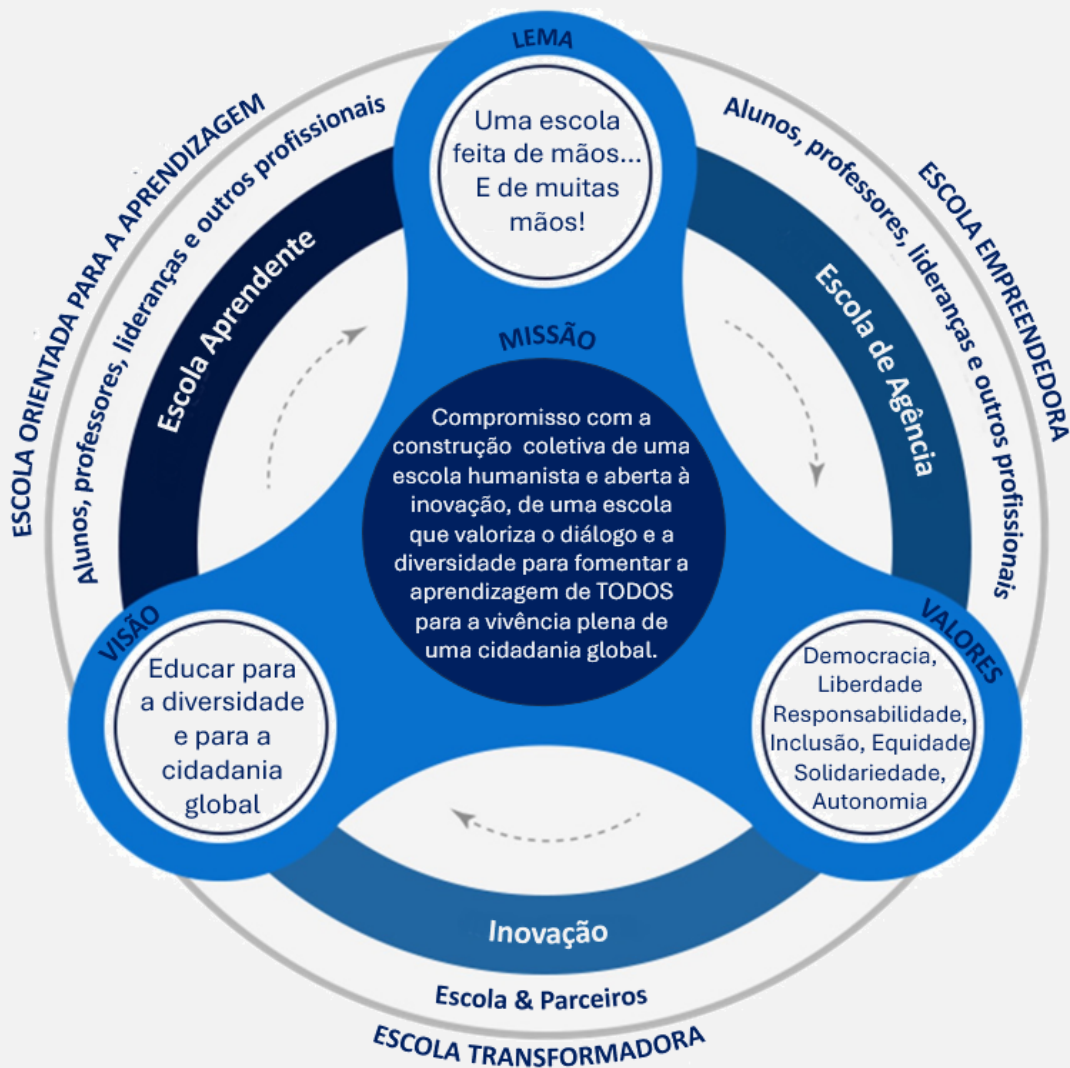 LEMA
Uma escola
feita de mãos...
E de muitas
mãos!
MISSÃO
Compromisso com a
construção coletiva de uma
escola humanista e aberta à
inovação, de uma escola
que valoriza o diálogo e a
diversidade para fomentar a
aprendizagem de TODOS
para a vivência plena de
uma cidadania global.
VISÃO
Educar para
a diversidade
e para a
cidadania
global
VALORES
Democracia,
Liberdade
Responsabilidade,
Inclusão, Equidade
Solidariedade,
Autonomia
ESCOLA ORIENTADA PARA A APRENDIZAGEM
Alunos, professores, lideranças e outros profissionais
Escola Aprendente
ESCOLA EMPREENDEDORA
Alunos, professores, lideranças e outros profissionais
Escola de Agência
Inovação
Escola & Parceiros
ESCOLA TRANSFORMADORA